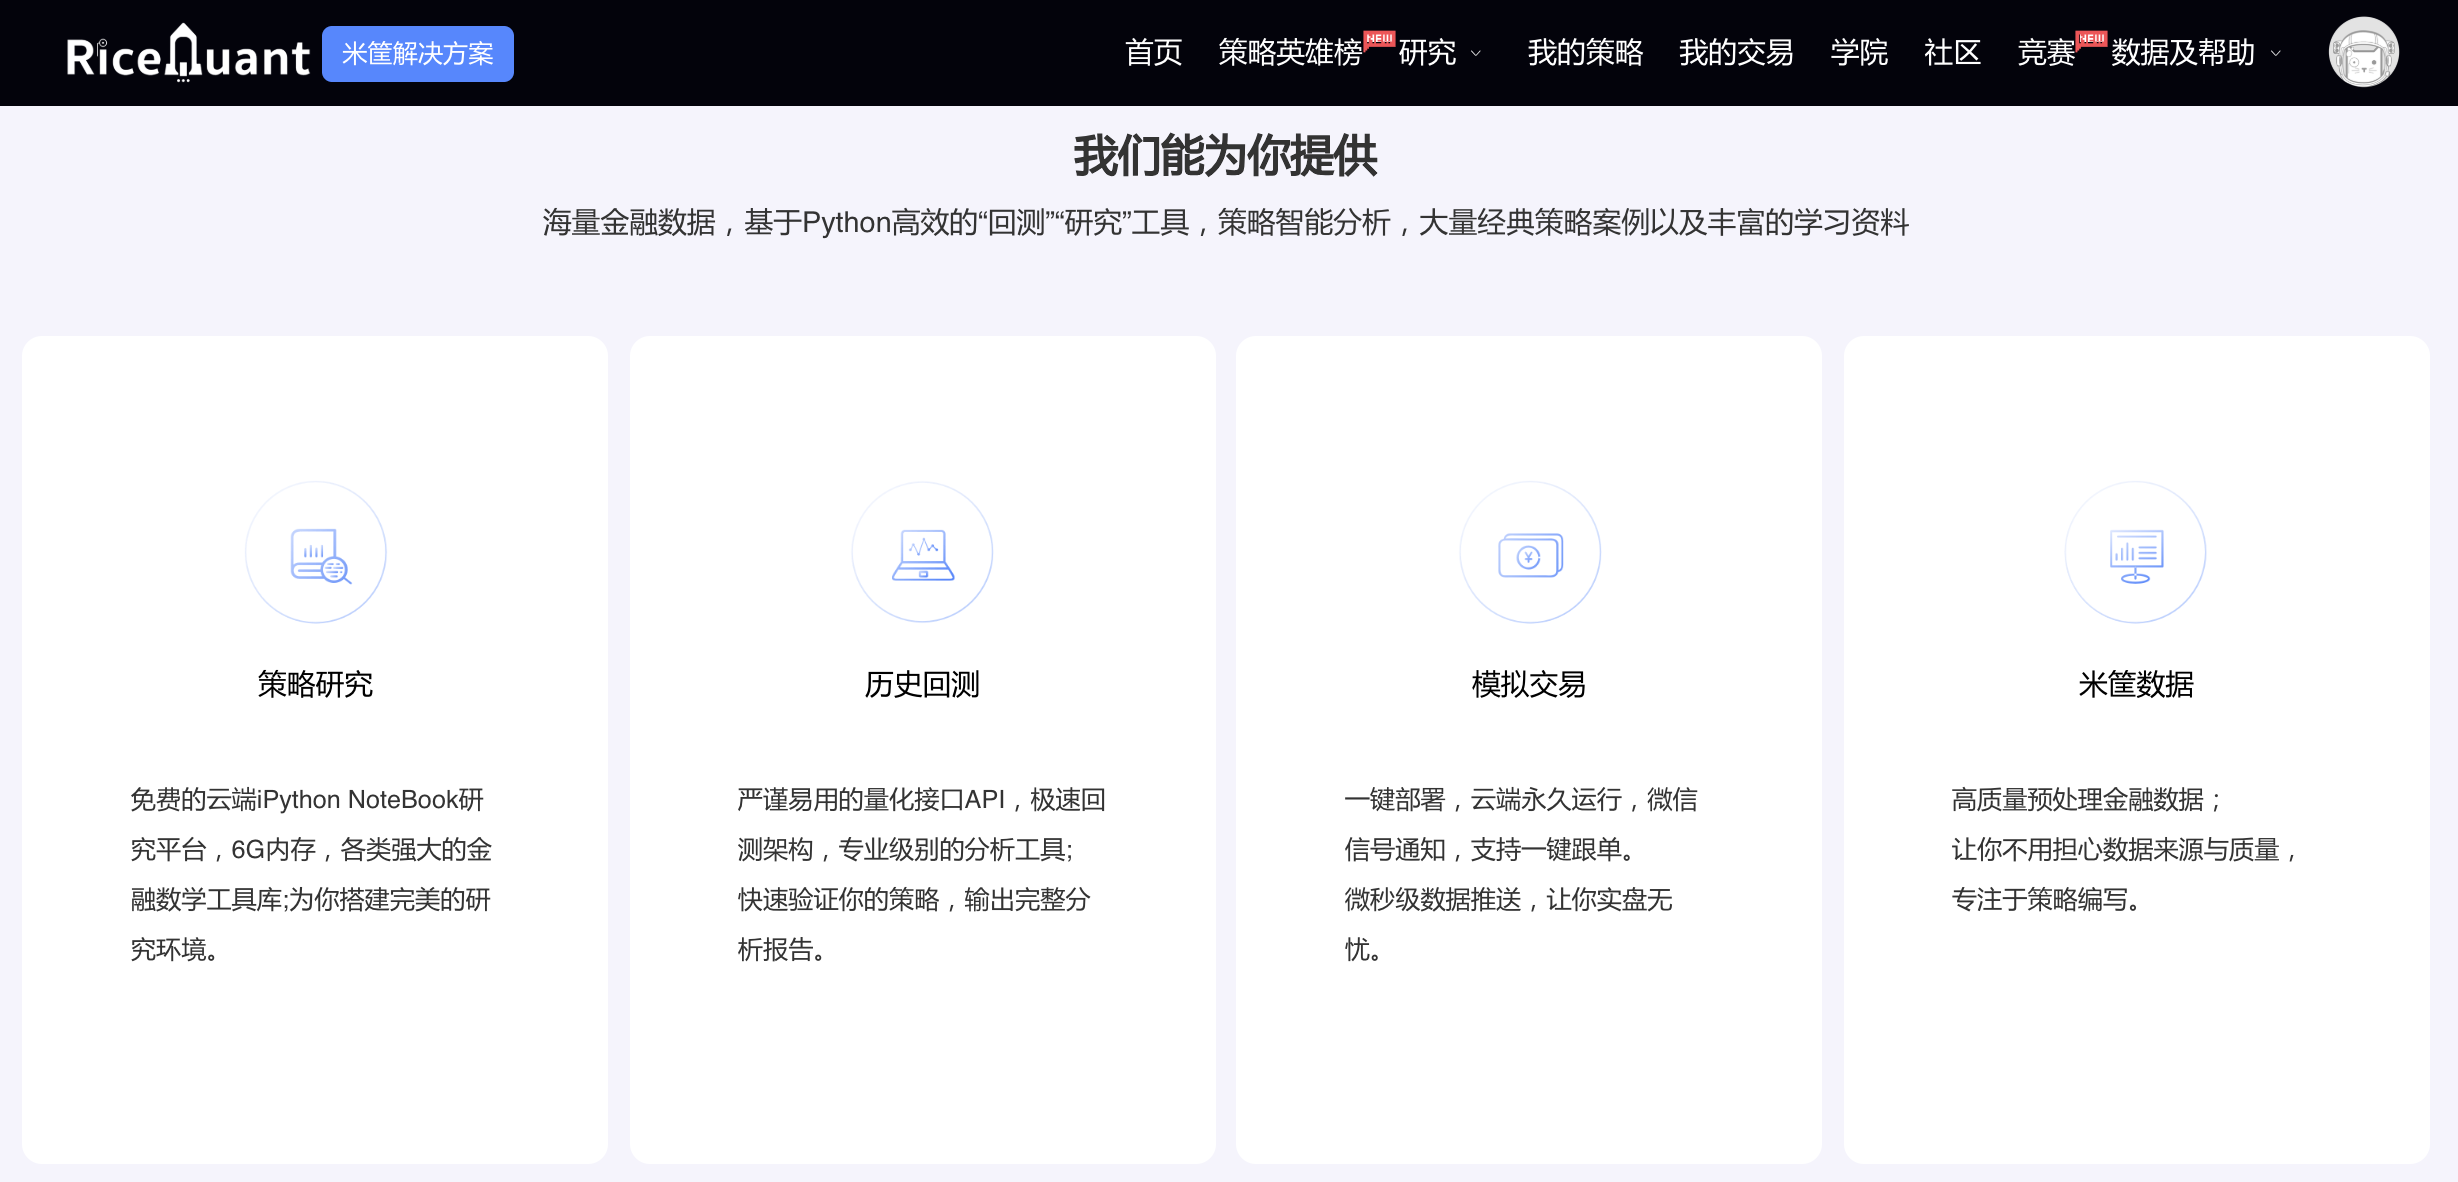 RiceQuant 米筐解决方案 首页 策略英雄榜 NEW 研究 我的策略 我的交易 学院 社区 竞赛 NEW 数据及帮助
我们能为你提供
海量金融数据，基于Python高效的“回测”“研究”工具，策略智能分析，大量经典策略案例以及丰富的学习资料
策略研究
免费的云端iPython NoteBook研
究平台，6G内存，各类强大的金
融数学工具库;为你搭建完美的研
究环境。
历史回测
严谨易用的量化接口API，极速回
测架构，专业级别的分析工具;
快速验证你的策略，输出完整分
析报告。
模拟交易
一键部署，云端永久运行，微信
信号通知，支持一键跟单。
微秒级数据推送，让你实盘无
忧。
米筐数据
高质量预处理金融数据；
让你不用担心数据来源与质量，
专注于策略编写。